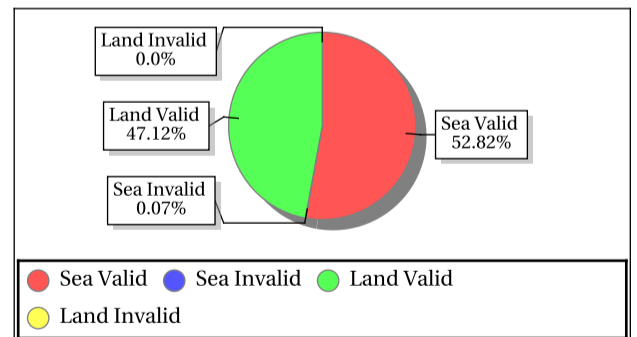 Land Invalid
0.0%
Land Valid
47.12%
Sea Valid
52.82%
Sea Invalid
0.07%
Sea Valid
Sea Invalid
Land Valid
Land Invalid